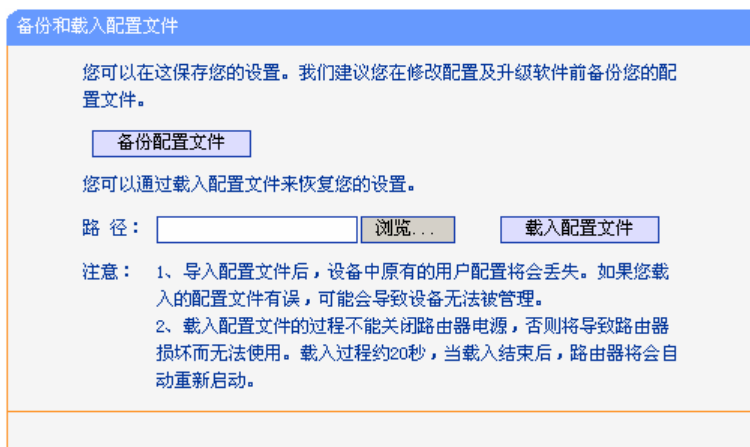 备份和载入配置文件
您可以在这保存您的设置。我们建议您在修改配置及升级软件前备份您的配
置文件。
备份配置文件
您可以通过载入配置文件来恢复您的设置。
路 径： 浏览... 载入配置文件
注意： 1、导入配置文件后，设备中原有的用户配置将会丢失。如果您载
入的配置文件有误，可能会导致设备无法被管理。
2、载入配置文件的过程不能关闭路由器电源，否则将导致路由器
损坏而无法使用。载入过程约20秒，当载入结束后，路由器将会自
动重新启动。